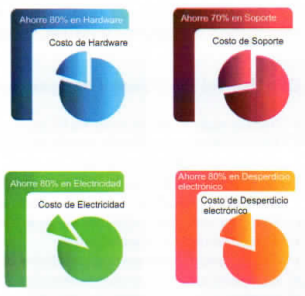 Ahorre 80% en Hardware
Costo de Hardware
Ahorre 70% en Soporte
Costo de Soporte
Ahorre 80% en Electricidad
Costo de Electricidad
Ahorre 80% en Desperdicio
electrónico
Costo de Desperdicio
electrónico